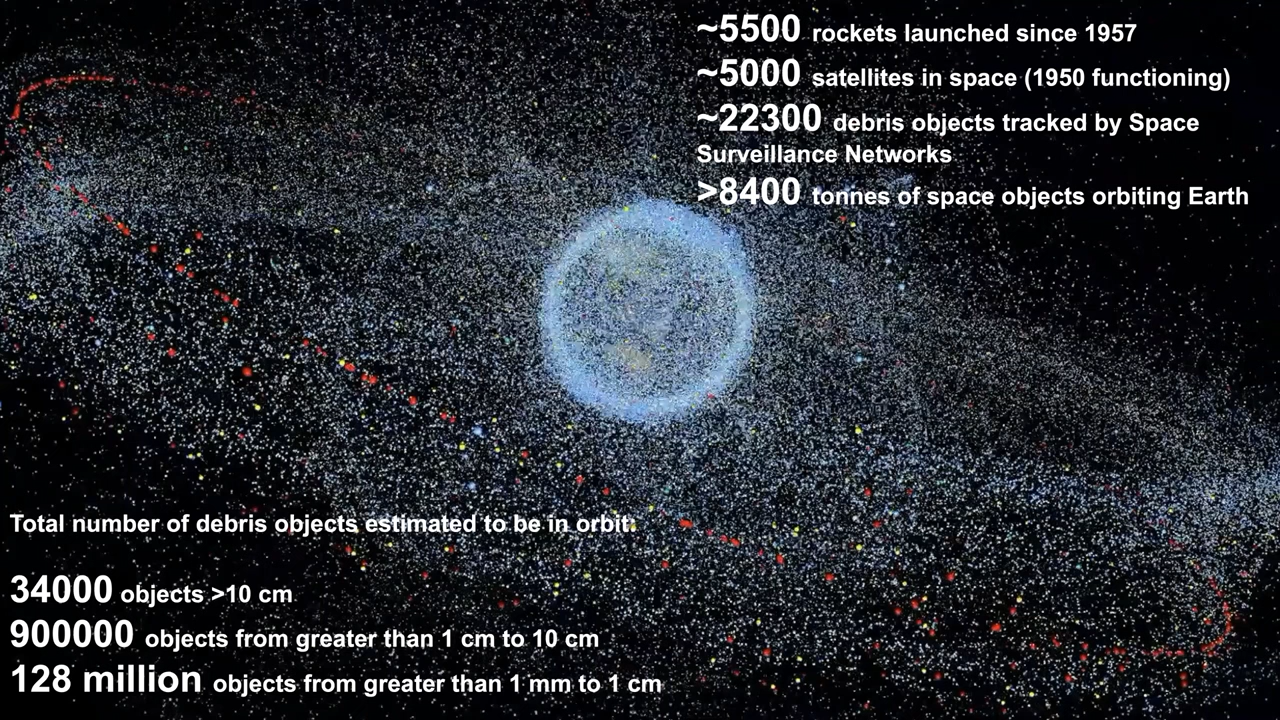 ~5500 rockets launched since 1957
~5000 satellites in space (1950 functioning)
~22300 debris objects tracked by Space
Surveillance Networks
>8400 tonnes of space objects orbiting Earth
Total number of debris objects estimated to be in orbit:
34000 objects >10 cm
900000 objects from greater than 1 cm to 10 cm
128 million objects from greater than 1 mm to 1 cm